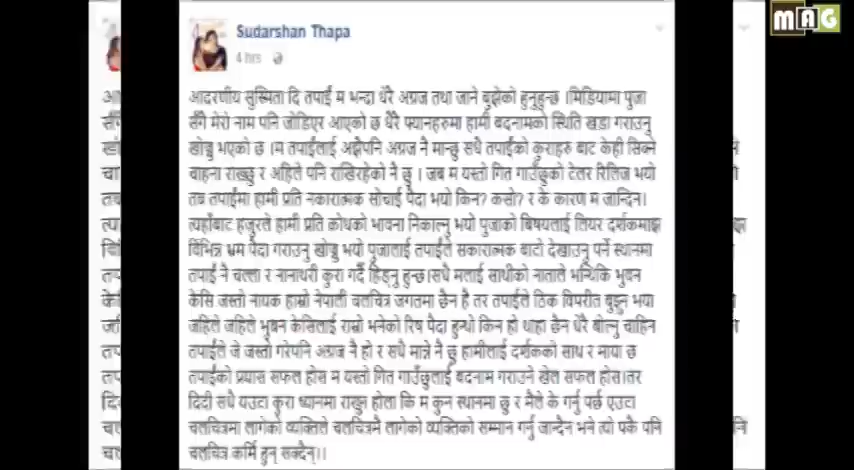 MAG
Sudarshan Thapa
4 hrs
आदरणीय सुस्मिता दि तपाईं म भन्दा धेरै अग्रज तथा जाने बुझेको हुनुहुन्छ ।मिडियामा पुजा
सँगै मेरो नाम पनि जोडिएर आएको छ धेरै फ्यानहरुमा हामी बदनामको स्थिति खडा गराउनु
खोज्नु भएको छ ।म तपाईंलाई अझैपनि अग्रज नै मान्छु सधै तपाईंको कुराहरु बाट केही सिक्ने
चाहना राख्छु र अहिले पनि राखिरहेको नै छु । जब म यस्तो गित गाउँछुको टेलर रिलिज भयो
तब तपाईंमा हामी प्रति नकारात्मक सोचाई पैदा भयो किन? कसो? र के कारण म जान्दिन।
त्यहाँबाट हजुरले हामी प्रति क्रोधको भावना निकाल्नु भयो पुजाको बिषयलाई लियर दर्शकमाझ
विभिन्न भ्रम पैदा गराउनु खोज्नु भयो पुजालाई तपाईंले सकारात्मक बाटो देखाउनु पर्ने स्थानमा
तपाईं नै चल्ला र नानाथरी कुरा गर्दै हिड्नु हुन्छ।सधै मलाई साथीको नाताले भन्थिकि भुवन
केसि जस्तो नायक हाम्रो नेपाली चलचित्र जगतमा छैन है तर तपाईंले ठिक विपरीत बुझ्नु भया
जहिले जहिले भुवन केसिलाई राम्रो भनेको रिष पैदा हुन्थो किन हो थाहा छैन धेरै बोल्नु चाहिन
तपाईंले जे जस्तो गरेपनि अग्रज नै हो र सधै मान्ने नै छु हामीलाई दर्शकको साथ र माया छ
तपाईंको प्रयास सफल होस म यस्तो गित गाउँछुलाई बदनाम गराउने खेल सफल होस।तर
दिदी सधै यउटा कुरा ध्यानमा राख्नु होला कि म कुन स्थानमा छु र मैले के गर्नु पर्छ एउटा
चलचित्रमा लागेको व्यक्तिले चलचित्रमै लागेको व्यक्तिको सम्मान गर्नु जान्दैन भने त्यो पकै पनि
चलचित्र कर्मि हुन् सक्दैन्।।